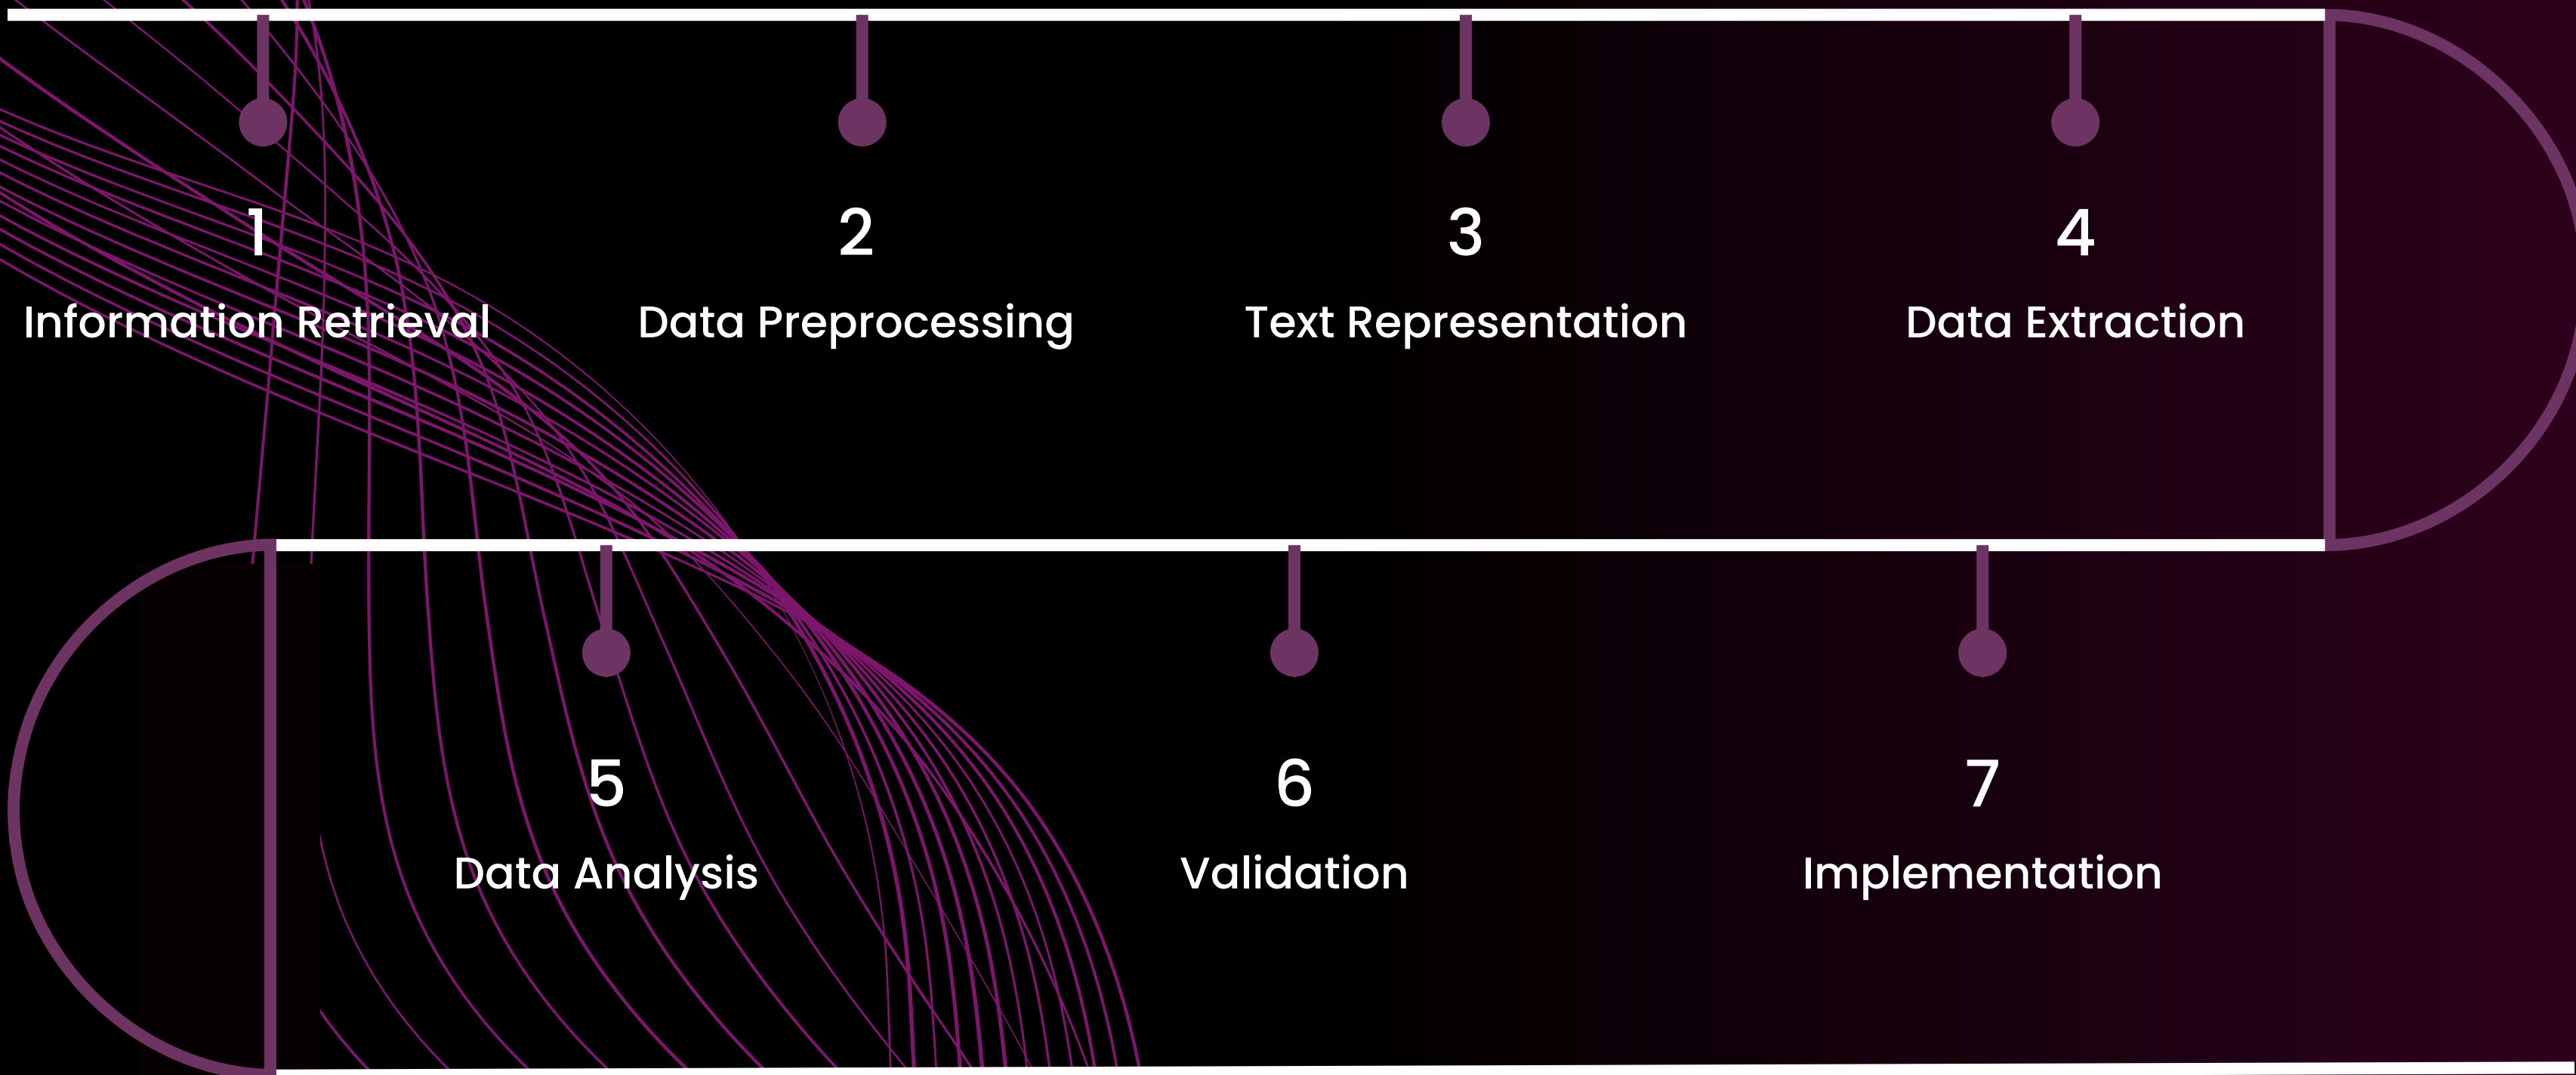 1
Information Retrieval
2
Data Preprocessing
3
Text Representation
4
Data Extraction
5
Data Analysis
6
Validation
7
Implementation